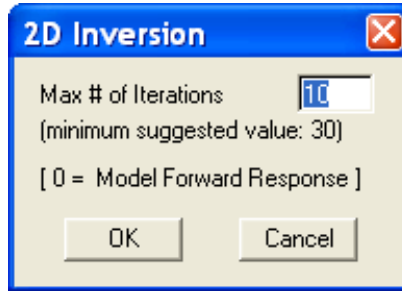 2D Inversion
Max # of Iterations 10
(minimum suggested value: 30)
[ 0 = Model Forward Response ]
OK Cancel